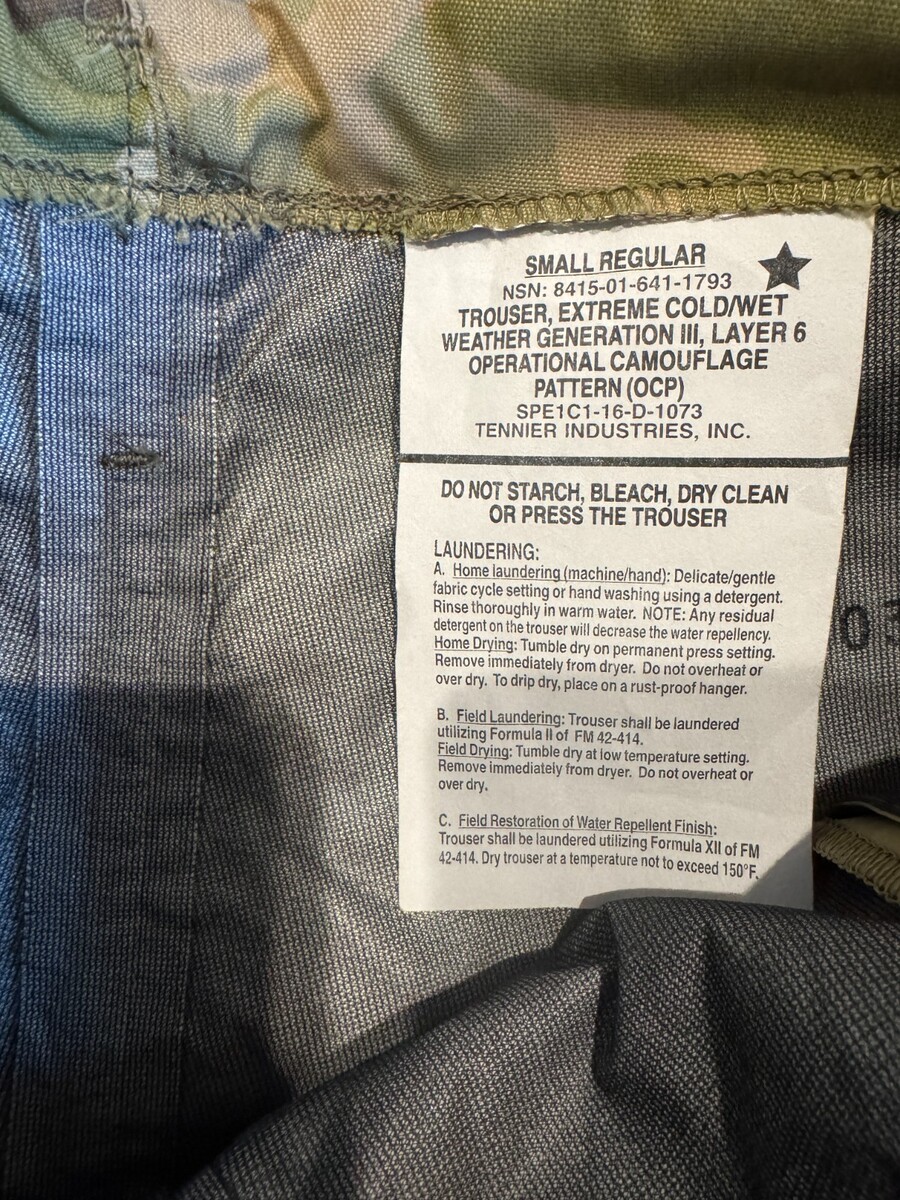 SMALL REGULAR
NSN: 8415-01-641-1793
TROUSER, EXTREME COLD/WET
WEATHER GENERATION III, LAYER 6
OPERATIONAL CAMOUFLAGE
PATTERN (OCP)
SPE1C1-16-D-1073
TENNIER INDUSTRIES, INC.
DO NOT STARCH, BLEACH, DRY CLEAN
OR PRESS THE TROUSER
LAUNDERING:
A. Home laundering (machine/hand): Delicate/gentle
fabric cycle setting or hand washing using a detergent.
Rinse thoroughly in warm water. NOTE: Any residual
detergent on the trouser will decrease the water repellency.
Home Drying: Tumble dry on permanent press setting.
Remove immediately from dryer. Do not overheat or
over dry. To drip dry, place on a rust-proof hanger.
B. Field Laundering: Trouser shall be laundered
utilizing Formula II of FM 42-414.
Field Drying: Tumble dry at low temperature setting.
Remove immediately from dryer. Do not overheat or
over dry.
C. Field Restoration of Water Repellent Finish:
Trouser shall be laundered utilizing Formula XII of FM
42-414. Dry trouser at a temperature not to exceed 150°F.
03